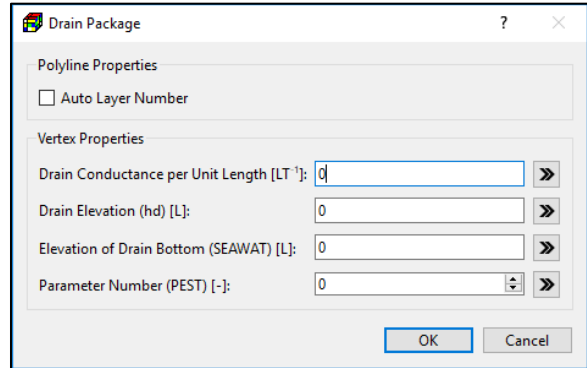 Drain Package ?
Polyline Properties
Auto Layer Number
Vertex Properties
Drain Conductance per Unit Length [LT⁻¹]: 0
Drain Elevation (hd) [L]: 0
Elevation of Drain Bottom (SEAWAT) [L]: 0
Parameter Number (PEST) [-]: 0
OK Cancel